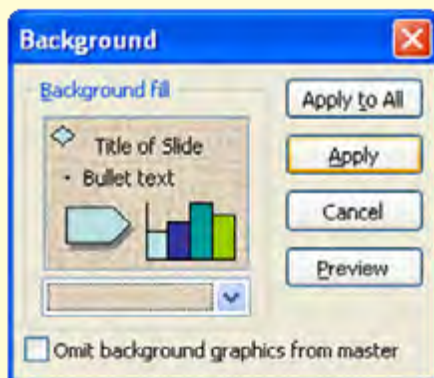 Background
Background fill
Title of Slide
• Bullet text
Apply to All
Apply
Cancel
Preview
Omit background graphics from master